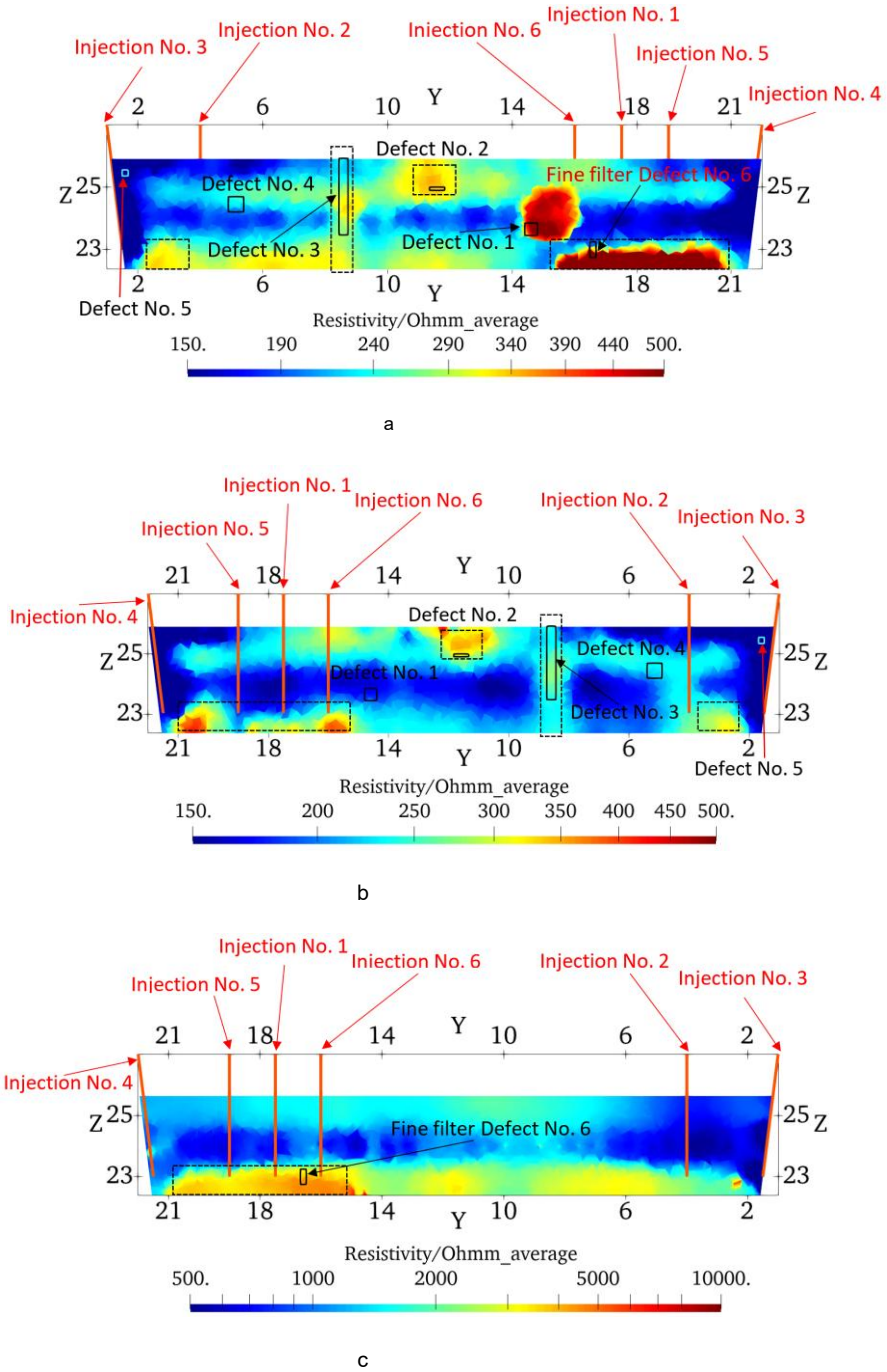 Injection No. 1
Injection No. 6
Injection No. 2
Injection No. 3
Injection No. 5
Injection No. 4
2 6 10 Y 14 18 21
Defect No. 2
Fine filter Defect No. 6
Z 25 Defect No. 4 25 Z
Defect No. 1
23 Defect No. 3 23
2 6 10 Y 14 18 21
Defect No. 5
Resistivity/Ohmm_average
150. 190 240 290 340 390 440 500.
a
Injection No. 1
Injection No. 6
Injection No. 2
Injection No. 3
Injection No. 5
21 18 14 Y 10 6 2
Injection No. 4
Defect No. 2
Z 25 Defect No. 4 25 Z
Defect No. 1
23 Defect No. 3 23
21 18 14 Y 10 6 2
Defect No. 5
Resistivity/Ohmm_average
150. 200 250 300 350 400 450 500.
b
Injection No. 1
Injection No. 6
Injection No. 2
Injection No. 3
Injection No. 5
21 18 14 Y 10 6 2
Injection No. 4
Z 25 25 Z
Fine filter Defect No. 6
23 23
21 18 14 Y 10 6 2
Resistivity/Ohmm_average
500. 1000 2000 5000 10000.
c